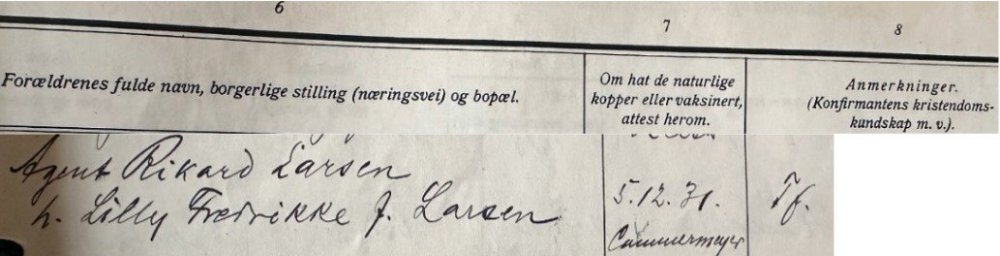 6
7
8
Forældrenes fulde navn, borgerlige stilling (næringsvei) og bopæl.
Om hat de naturlige
kopper eller vaksinert,
attest herom.
Anmerkninger.
(Konfirmantens kristendoms-
kundskap m. v.).
Agent Rikard Larsen
h. Lilly Fredrikke f. Larsen
5.12.31.
Cammermeyer
Tf.